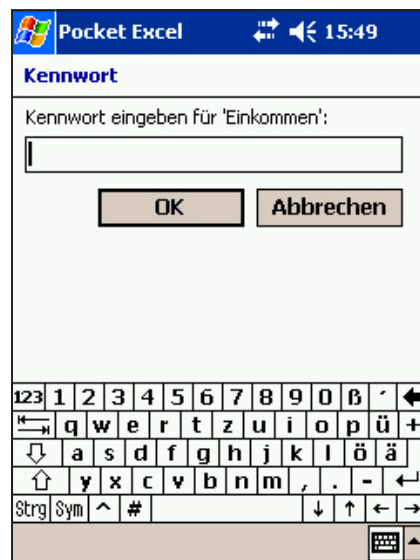 Pocket Excel 15:49
Kennwort
Kennwort eingeben für 'Einkommen':
OK Abbrechen
123 1 2 3 4 5 6 7 8 9 0 ß ´
q w e r t z u i o p ü +
a s d f g h j k l ö ä
y x c v b n m , . -
Strg Sym ^ # ↓ ↑ ← →